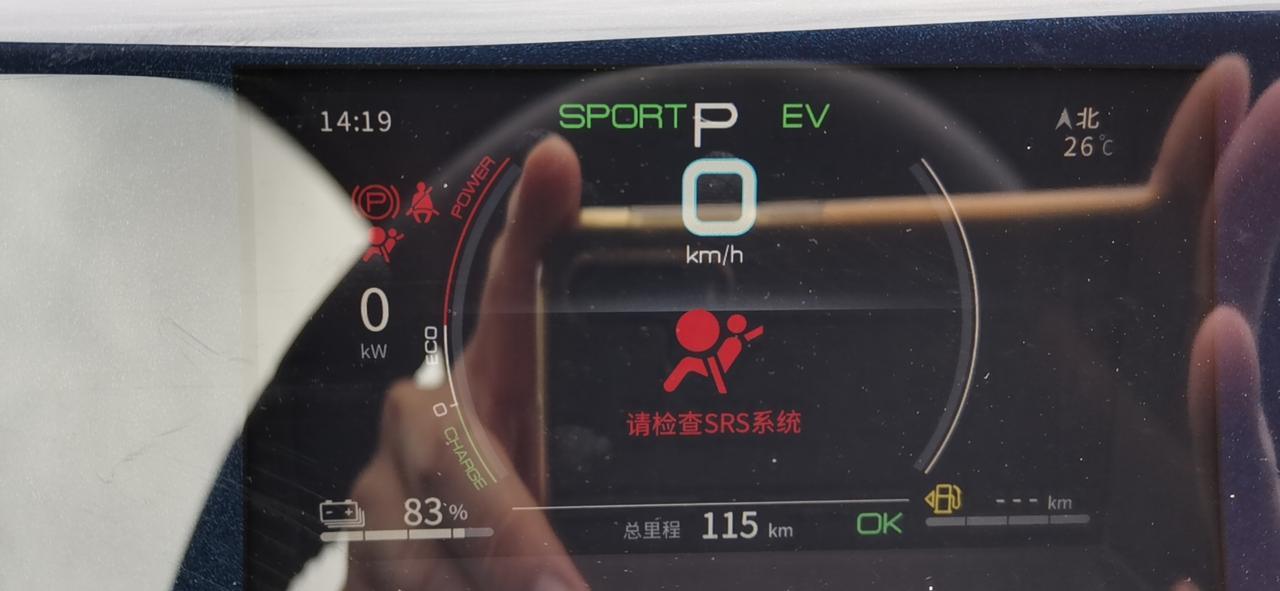 14:19
SPORT P EV
北
26℃
POWER
0
km/h
0
kW
ECO
0
CHARGE
请检查SRS系统
83%
总里程 115 km
OK
--- km